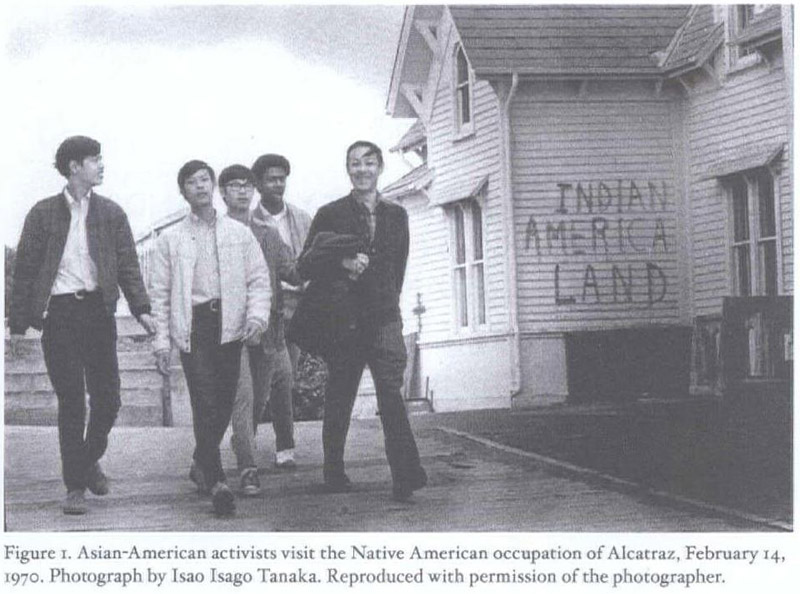 INDIAN
AMERICA
LAND
Figure 1. Asian-American activists visit the Native American occupation of Alcatraz, February 14,
1970. Photograph by Isao Isago Tanaka. Reproduced with permission of the photographer.